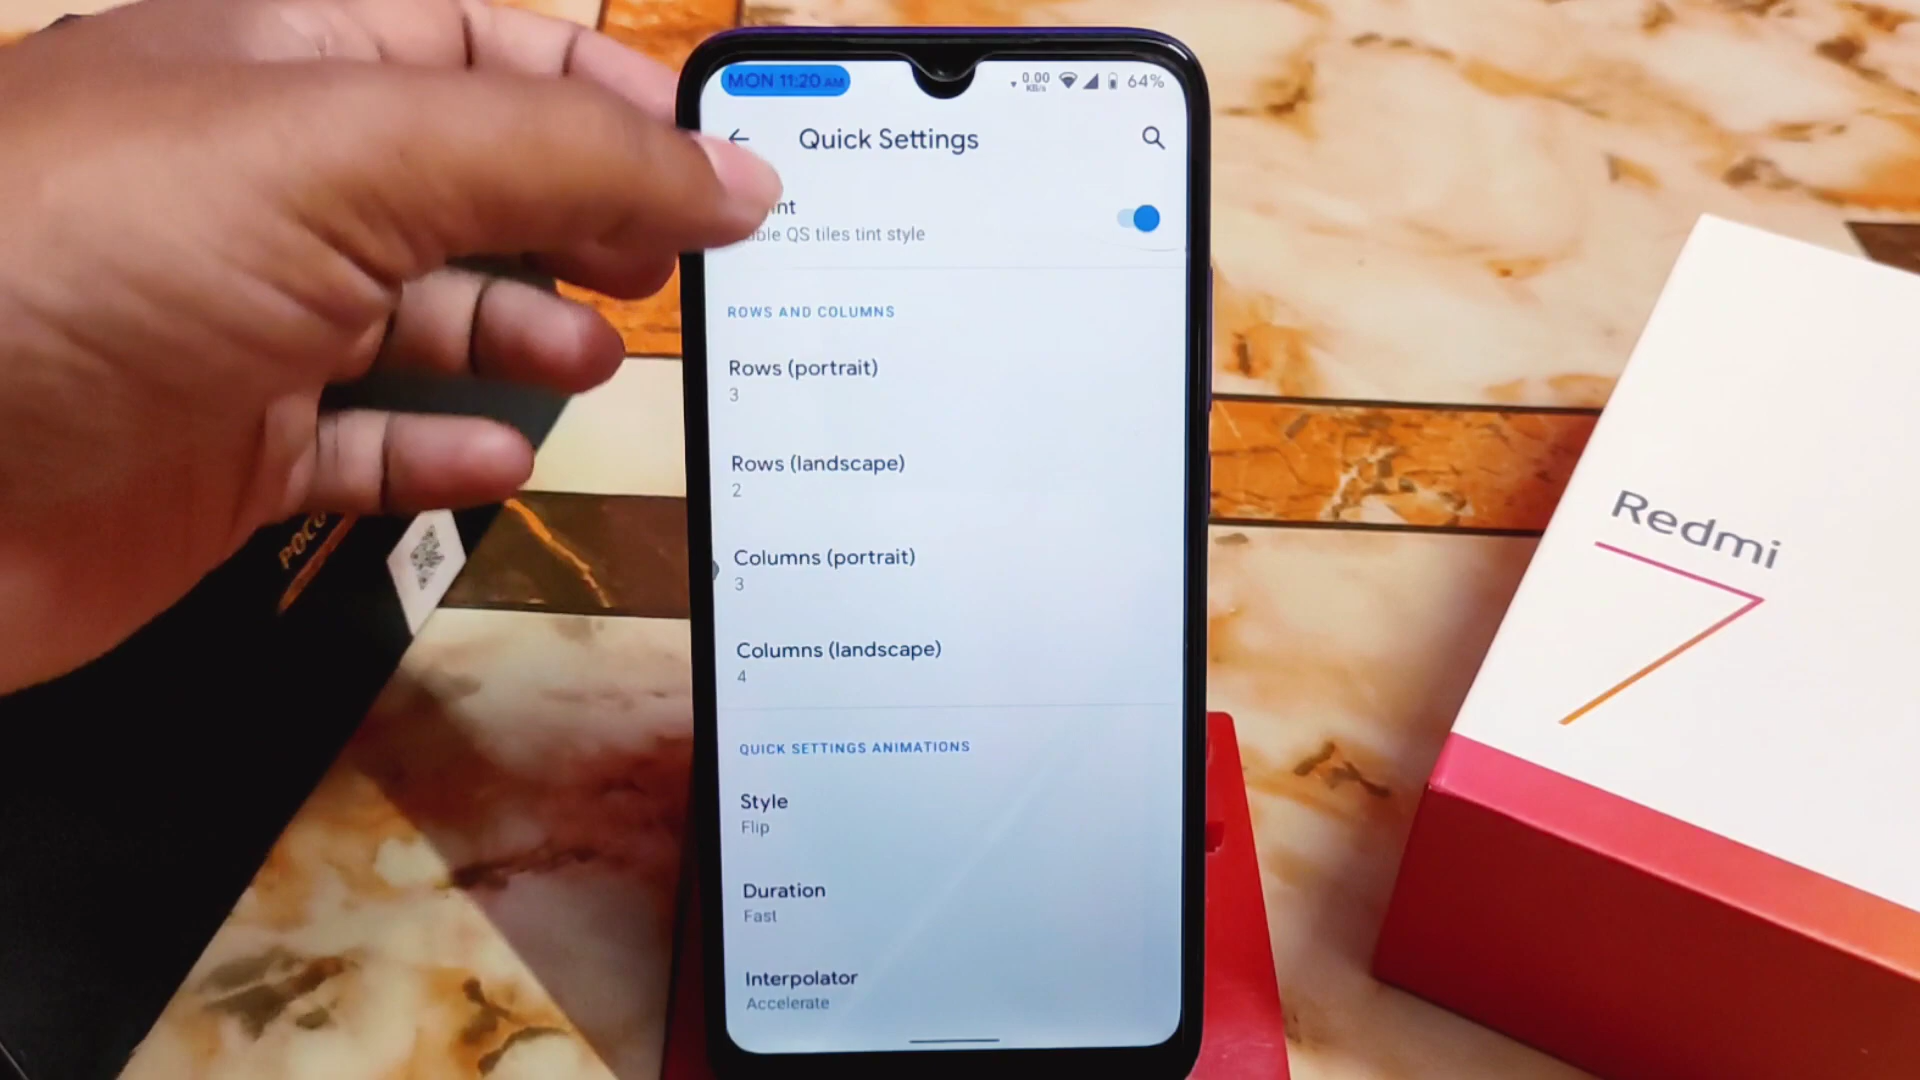 MON 11:20 AM
0.00 KB/s
64%
Quick Settings
QS tiles tint style
ROWS AND COLUMNS
Rows (portrait)
3
Rows (landscape)
2
Columns (portrait)
3
Columns (landscape)
4
QUICK SETTINGS ANIMATIONS
Style
Flip
Duration
Fast
Interpolator
Accelerate
POCO
Redmi
7